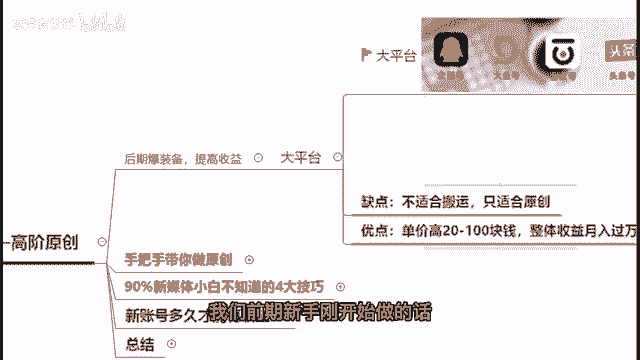 大平台
头条
后期爆装备，提高收益
大平台
缺点：不适合搬运，只适合原创
高阶原创
优点：单价高20-100块钱，整体收益月入过万
手把手带你做原创
90%新媒体小白不知道的4大技巧
新账号多久才
我们前期新手刚开始做的话
总结